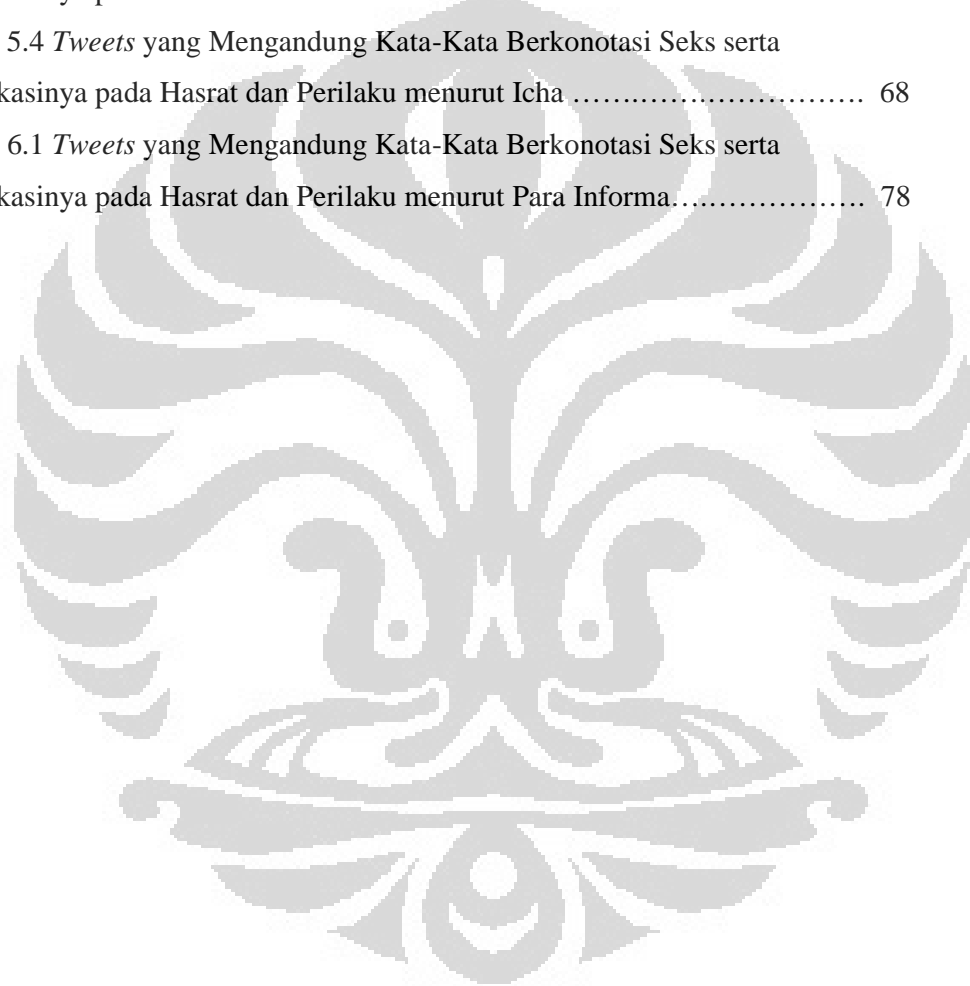 5.4 Tweets yang Mengandung Kata-Kata Berkonotasi Seks serta
kasinya pada Hasrat dan Perilaku menurut Icha …….………………… 68
6.1 Tweets yang Mengandung Kata-Kata Berkonotasi Seks serta
kasinya pada Hasrat dan Perilaku menurut Para Informa….…………… 78